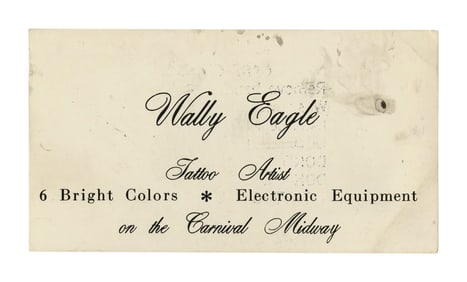 Wally Eagle
Tattoo Artist
6 Bright Colors * Electronic Equipment
on the Carnival Midway